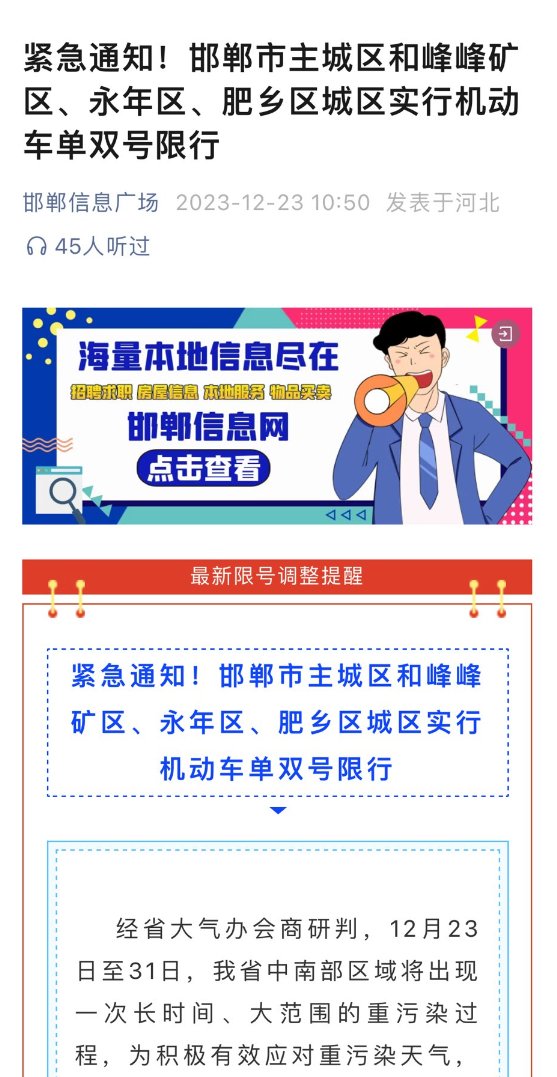 紧急通知！邯郸市主城区和峰峰矿
区、永年区、肥乡区城区实行机动
车单双号限行
邯郸信息广场 2023-12-23 10:50 发表于河北
45人听过
海量本地信息尽在
招聘求职 房屋信息 本地服务 物品买卖
邯郸信息网
点击查看
最新限号调整提醒
紧急通知！邯郸市主城区和峰峰
矿区、永年区、肥乡区城区实行
机动车单双号限行
经省大气办会商研判，12月23
日至31日，我省中南部区域将出现
一次长时间、大范围的重污染过
程，为积极有效应对重污染天气，